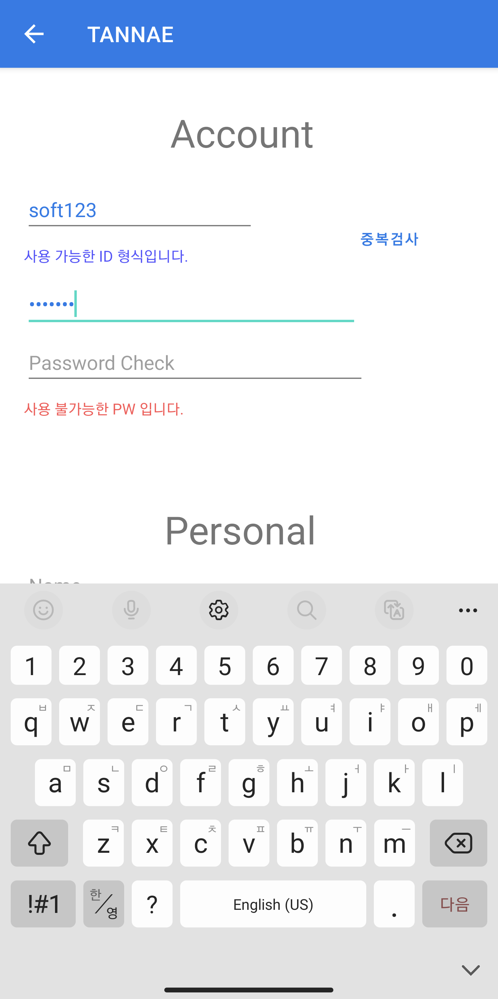 TANNAE
Account
soft123
중복검사
사용 가능한 ID 형식입니다.
•••••••
Password Check
사용 불가능한 PW 입니다.
Personal
Name
1 2 3 4 5 6 7 8 9 0
q ㅂ w ㅈ e ㄷ r ㄱ t ㅅ y ㅛ u ㅕ i ㅑ o ㅐ p ㅔ
a ㅁ s ㄴ d ㅇ f ㄹ g ㅎ h ㅗ j ㅓ k ㅏ l ㅣ
z ㅋ x ㅌ c ㅊ v ㅍ b ㅠ n ㅜ m ㅡ
!#1 한/영 ? English (US) . 다음